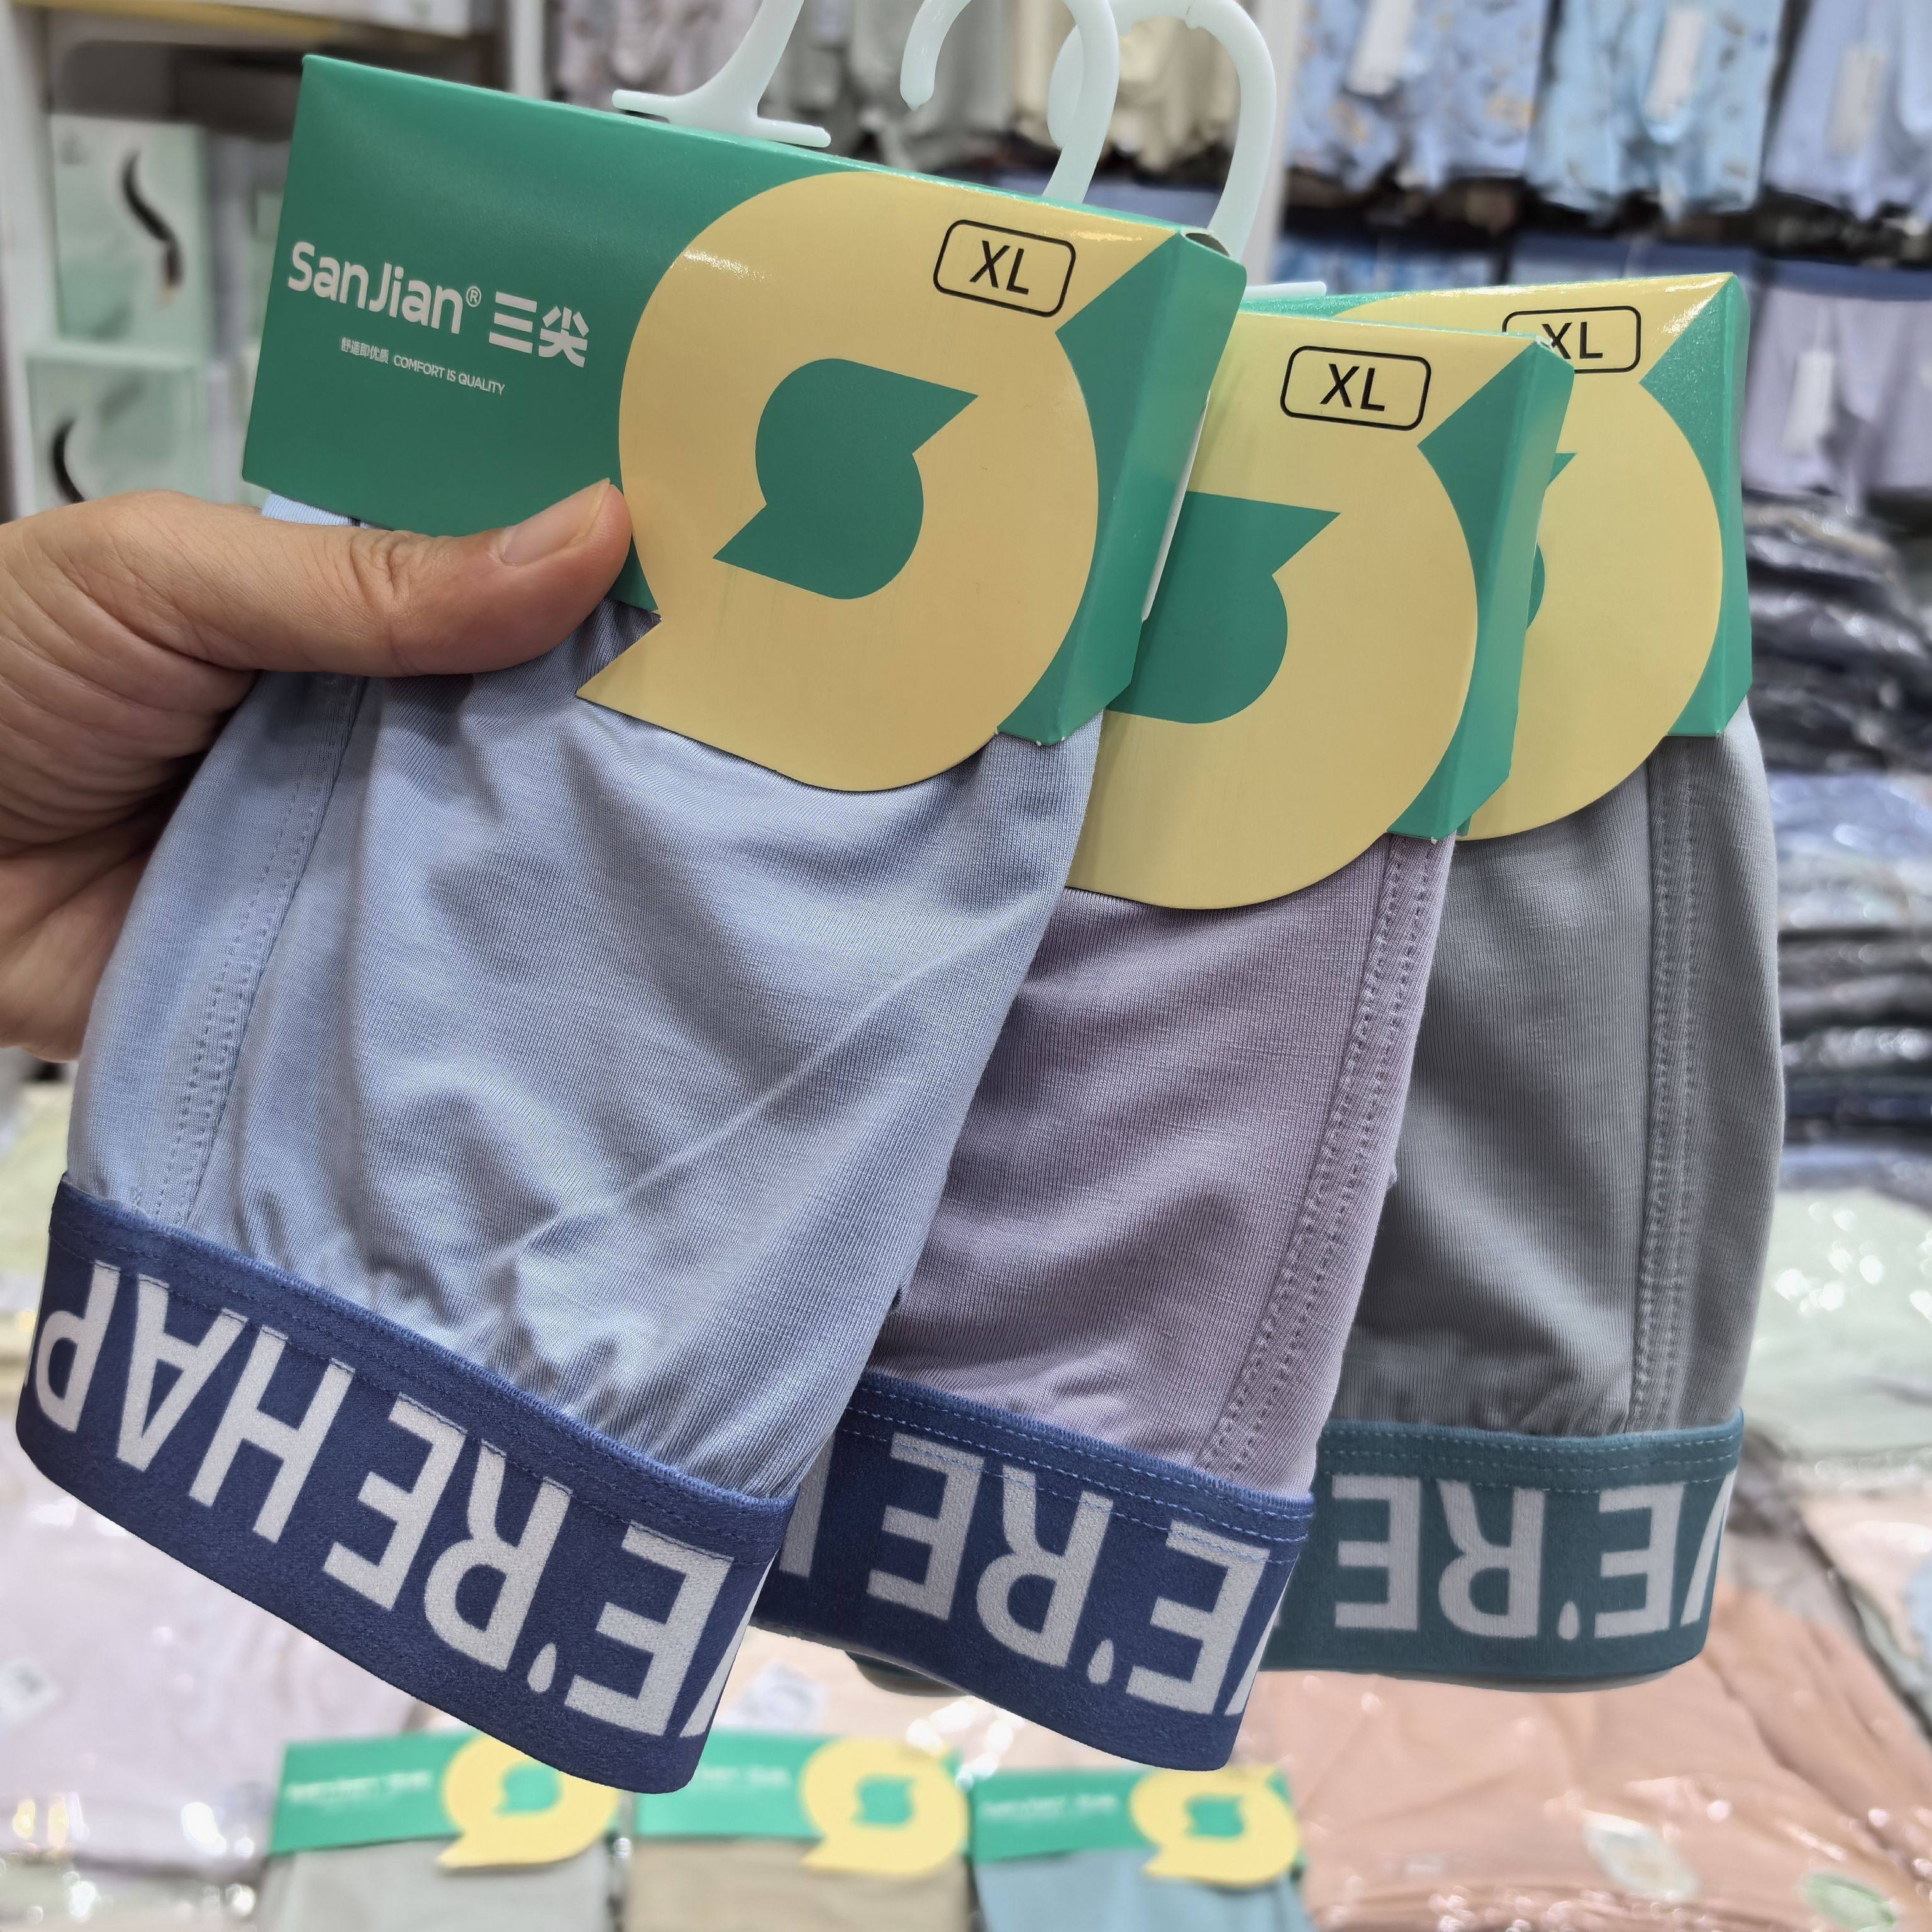 SanJian® 三尖
舒适即优质 COMFORT IS QUALITY
XL
XL
XL
E'RE HAP
E'RE
E'RE